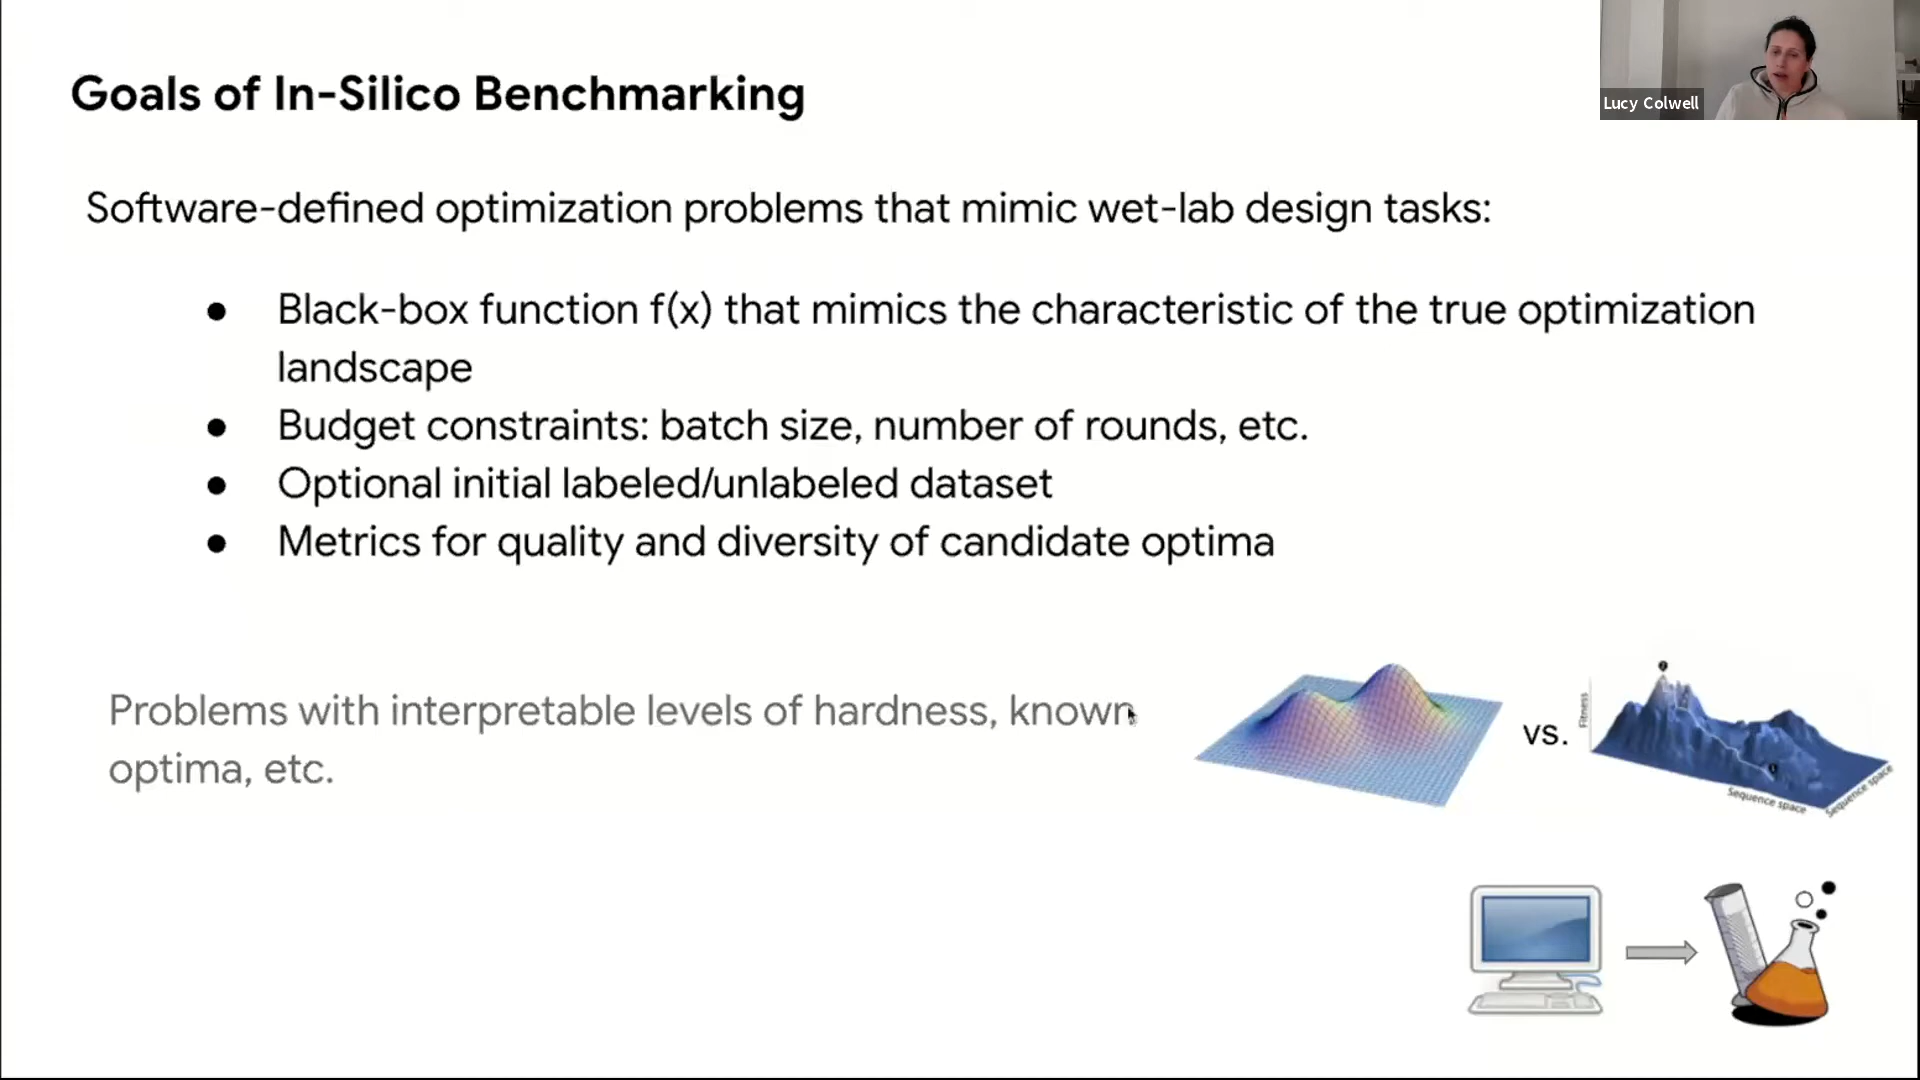 Goals of In-Silico Benchmarking
Lucy Colwell
Software-defined optimization problems that mimic wet-lab design tasks:
● Black-box function f(x) that mimics the characteristic of the true optimization
landscape
● Budget constraints: batch size, number of rounds, etc.
● Optional initial labeled/unlabeled dataset
● Metrics for quality and diversity of candidate optima
Problems with interpretable levels of hardness, known
optima, etc.
vs.
Fitness
Sequence space
Sequence space